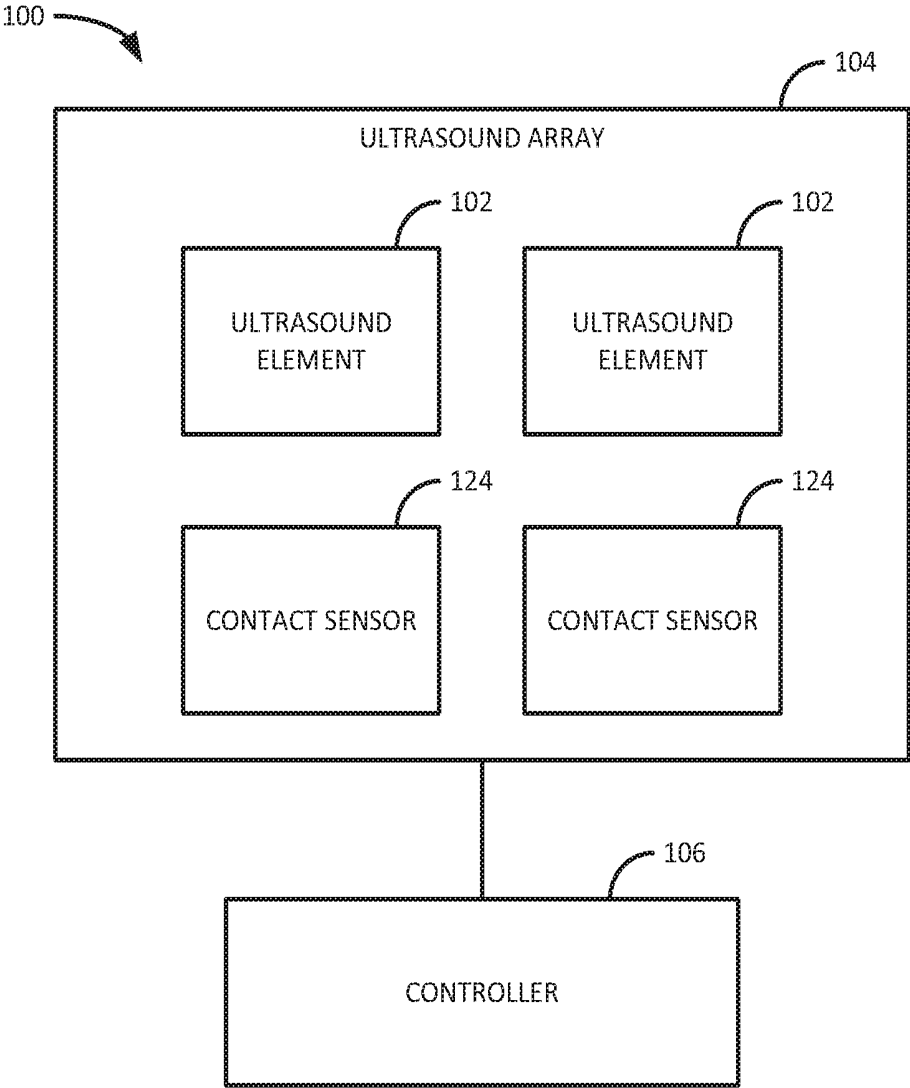 100
104
ULTRASOUND ARRAY
102
102
ULTRASOUND
ELEMENT
ULTRASOUND
ELEMENT
124
124
CONTACT SENSOR
CONTACT SENSOR
106
CONTROLLER